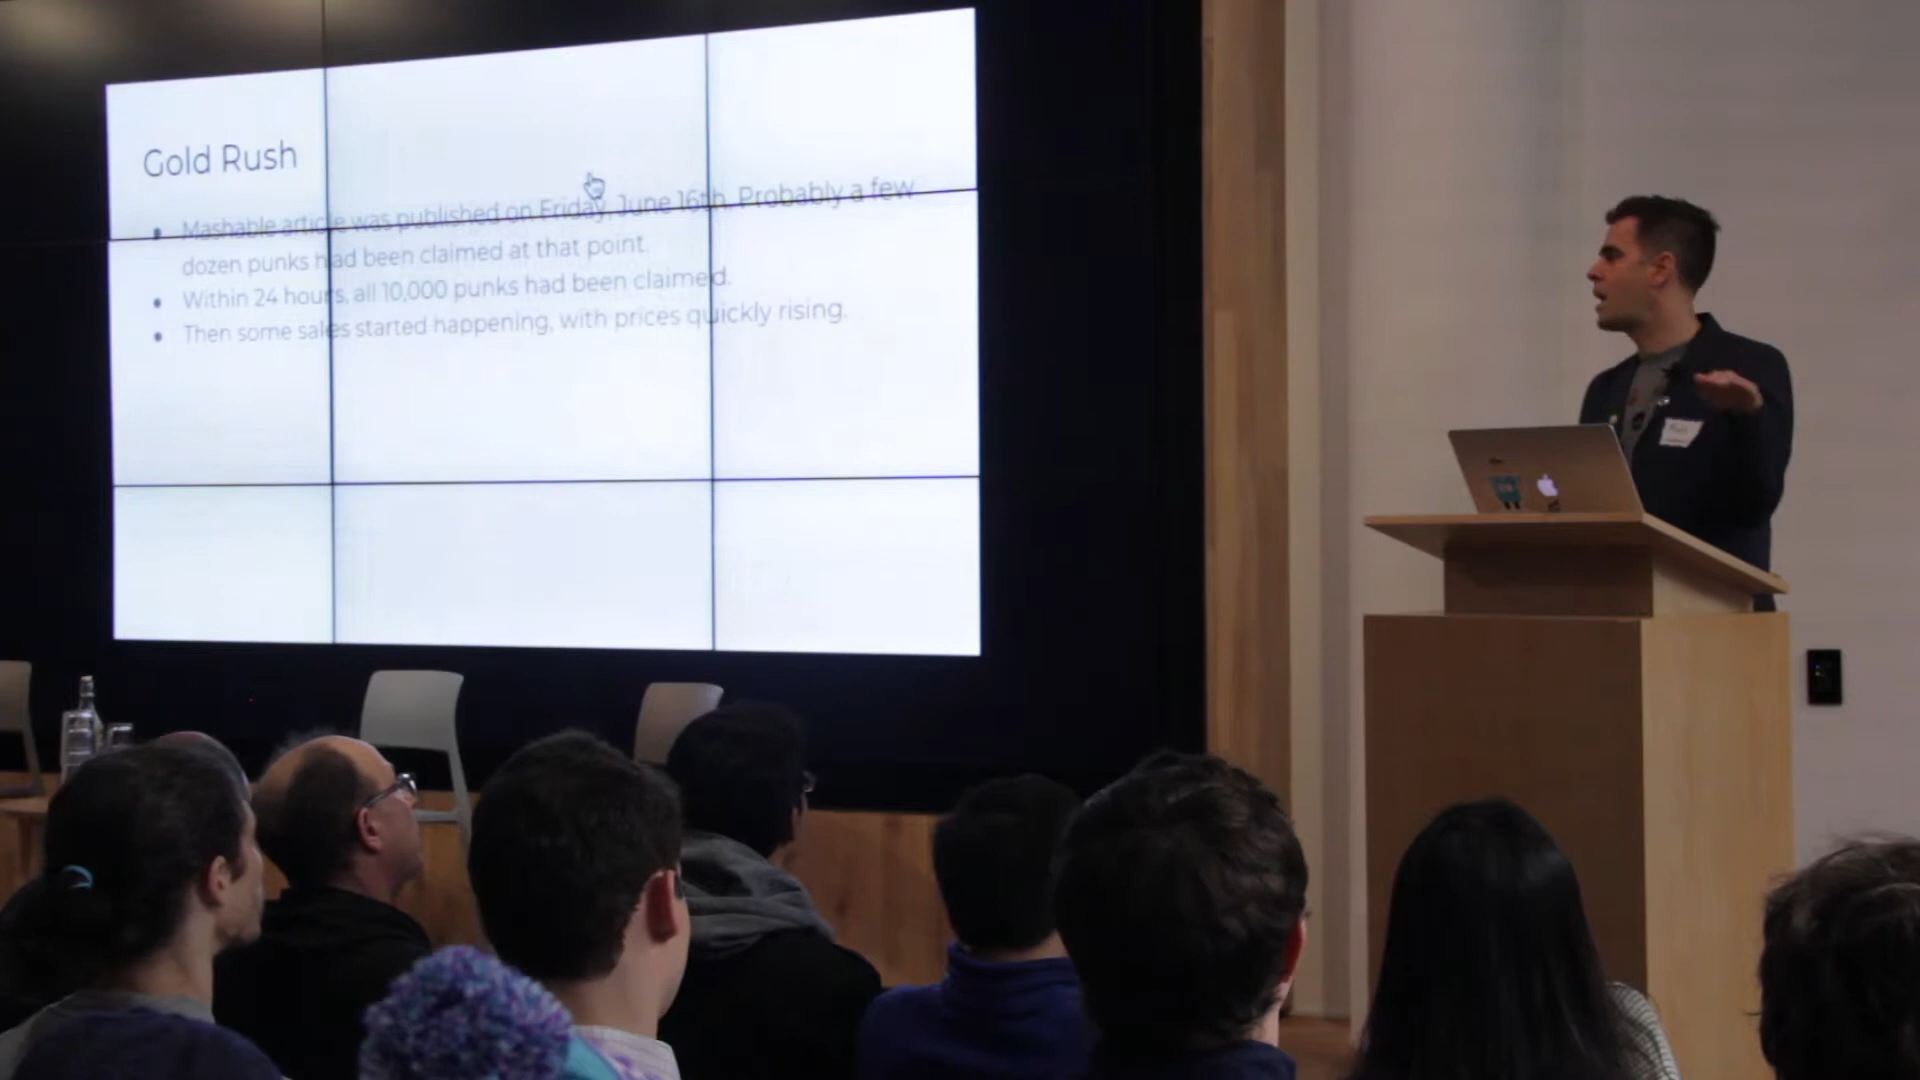 Gold Rush
• Mashable article was published on Friday, June 16th. Probably a few
dozen punks had been claimed at that point.
• Within 24 hours, all 10,000 punks had been claimed.
• Then some sales started happening, with prices quickly rising.